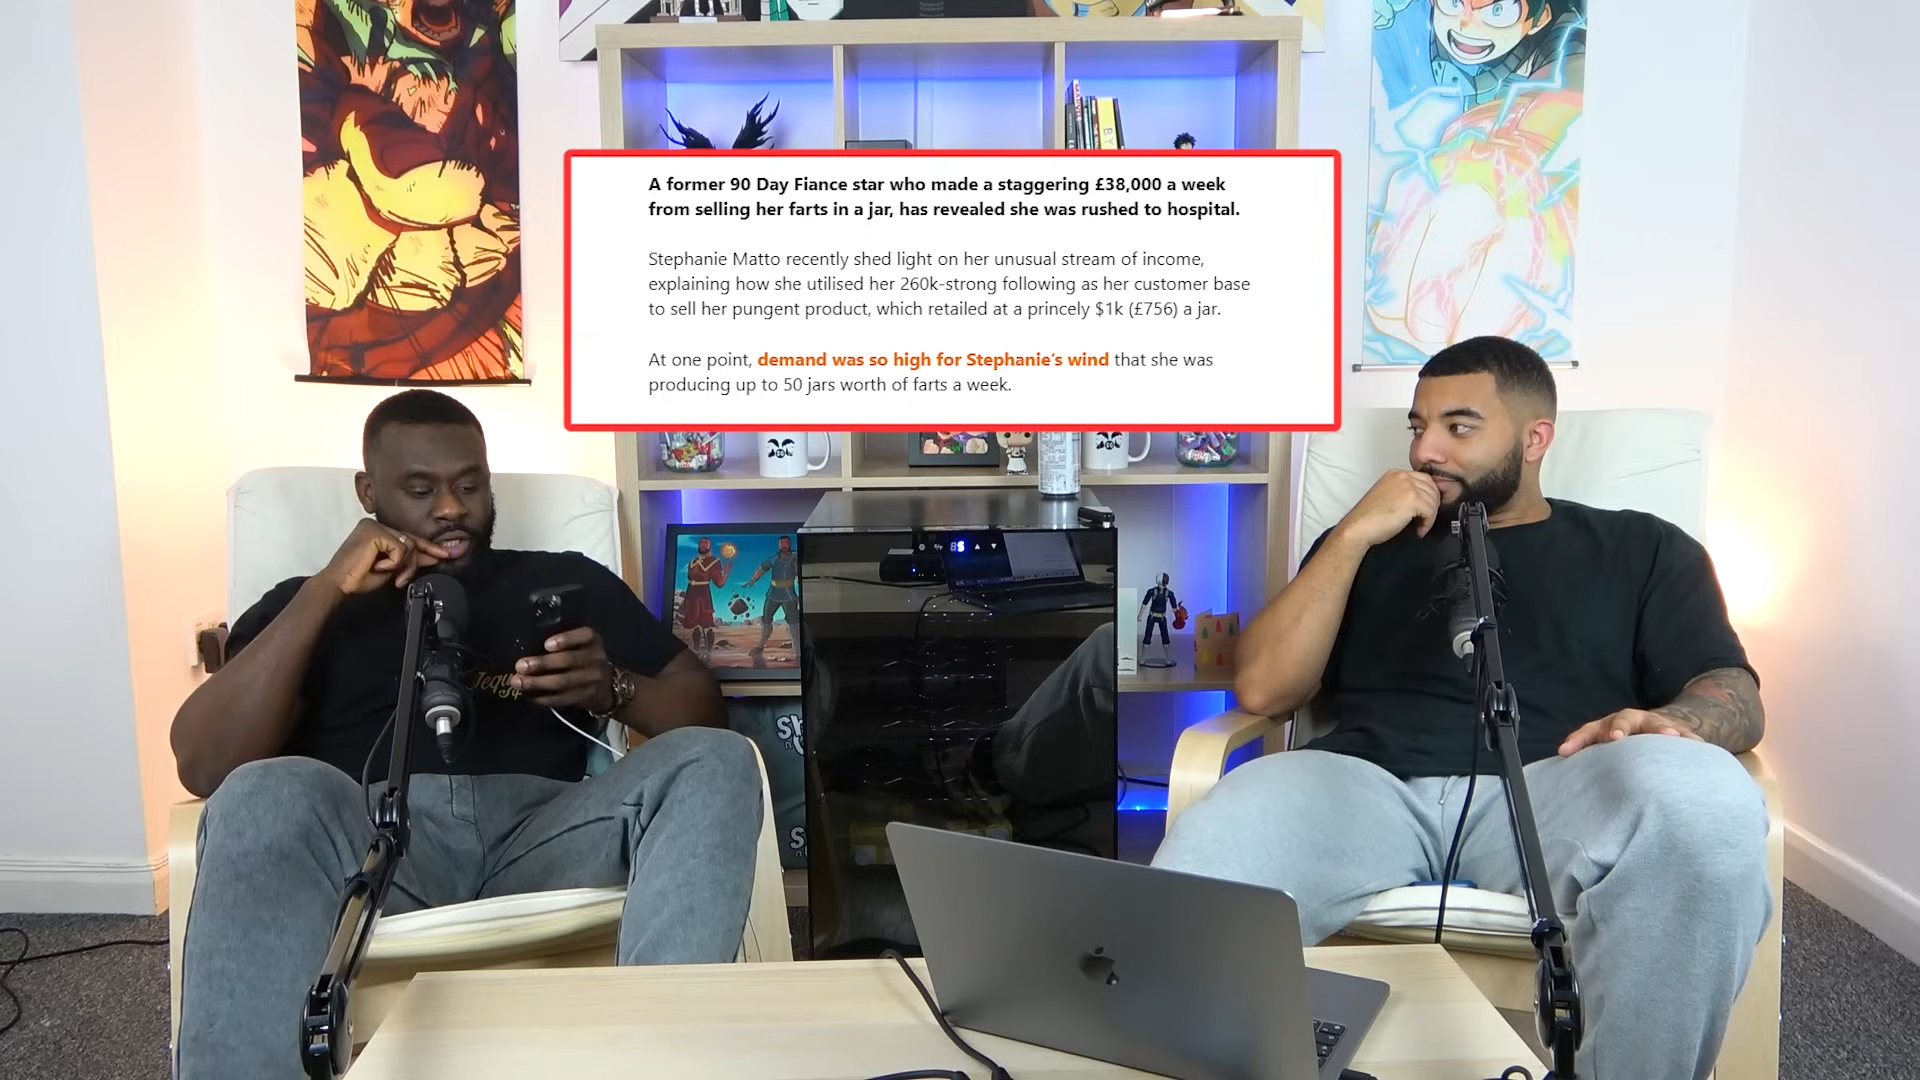 A former 90 Day Fiance star who made a staggering £38,000 a week
from selling her farts in a jar, has revealed she was rushed to hospital.
Stephanie Matto recently shed light on her unusual stream of income,
explaining how she utilised her 260k-strong following as her customer base
to sell her pungent product, which retailed at a princely $1k (£756) a jar.
At one point, demand was so high for Stephanie’s wind that she was
producing up to 50 jars worth of farts a week.